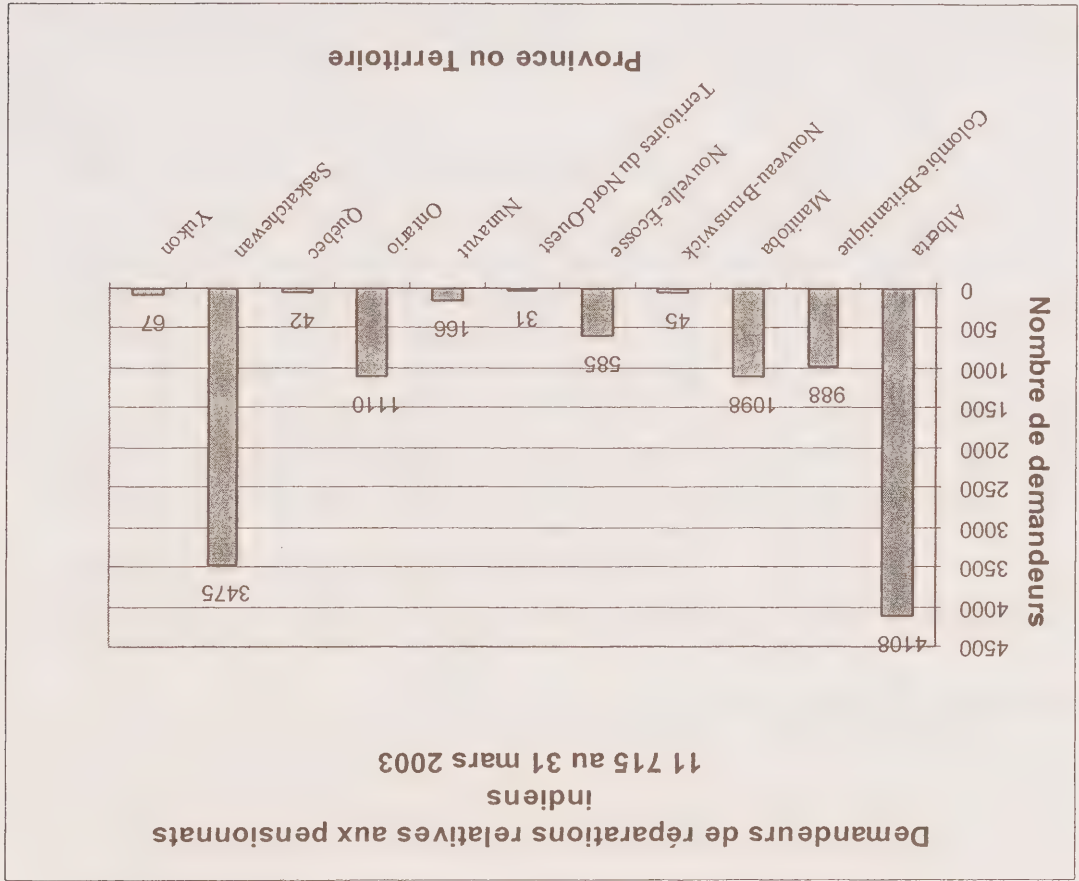 Demandeurs de réparations relatives aux pensionnats
indiens
11 715 au 31 mars 2003
Nombre de demandeurs
4500
4000
3500
3000
2500
2000
1500
1000
500
0
4108
988
1098
45
585
31
166
1110
42
3475
67
Alberta
Colombie-Britannique
Manitoba
Nouveau-Brunswick
Nouvelle-Écosse
Territoires du Nord-Ouest
Nunavut
Ontario
Québec
Saskatchewan
Yukon
Province ou Territoire